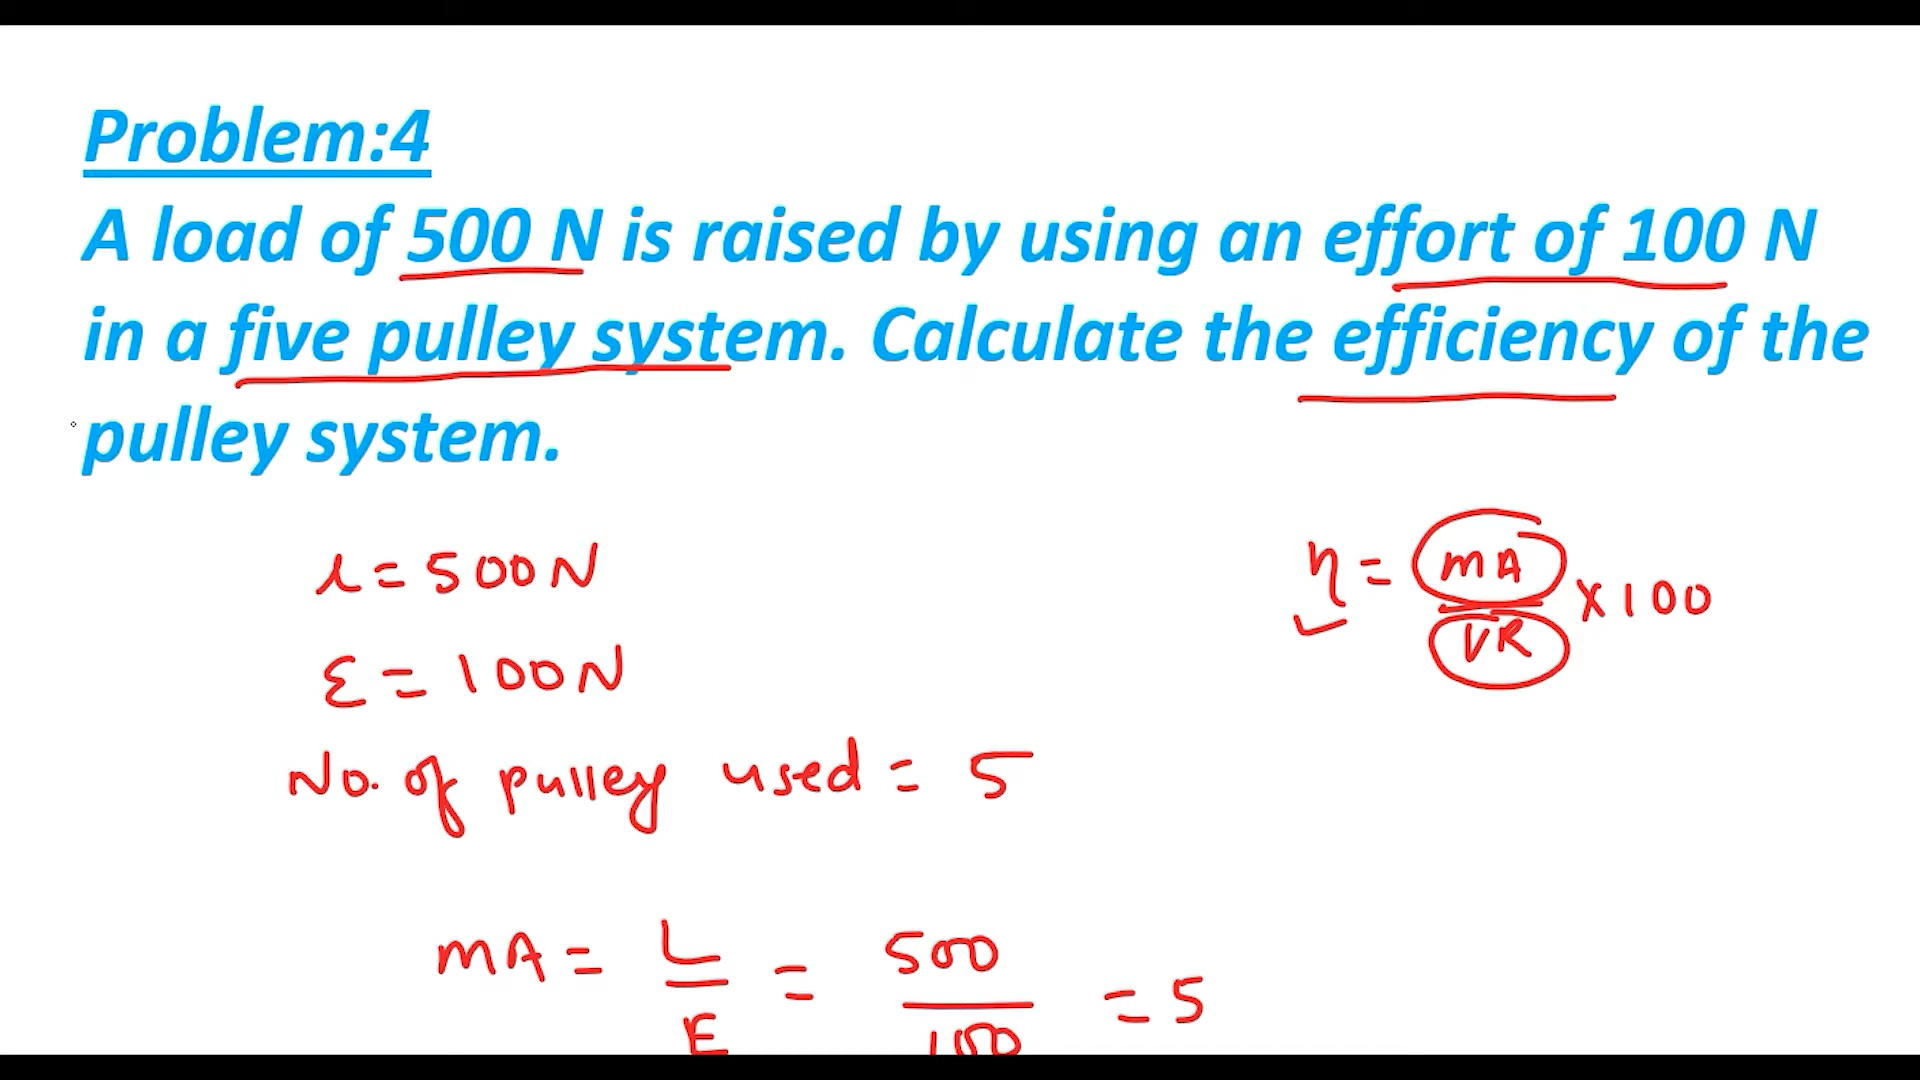 Problem:4
A load of 500 N is raised by using an effort of 100 N
in a five pulley system. Calculate the efficiency of the
pulley system.
L = 500N
η = MA/VR × 100
E = 100N
No. of pulley used = 5
MA = L/E = 500/100 = 5